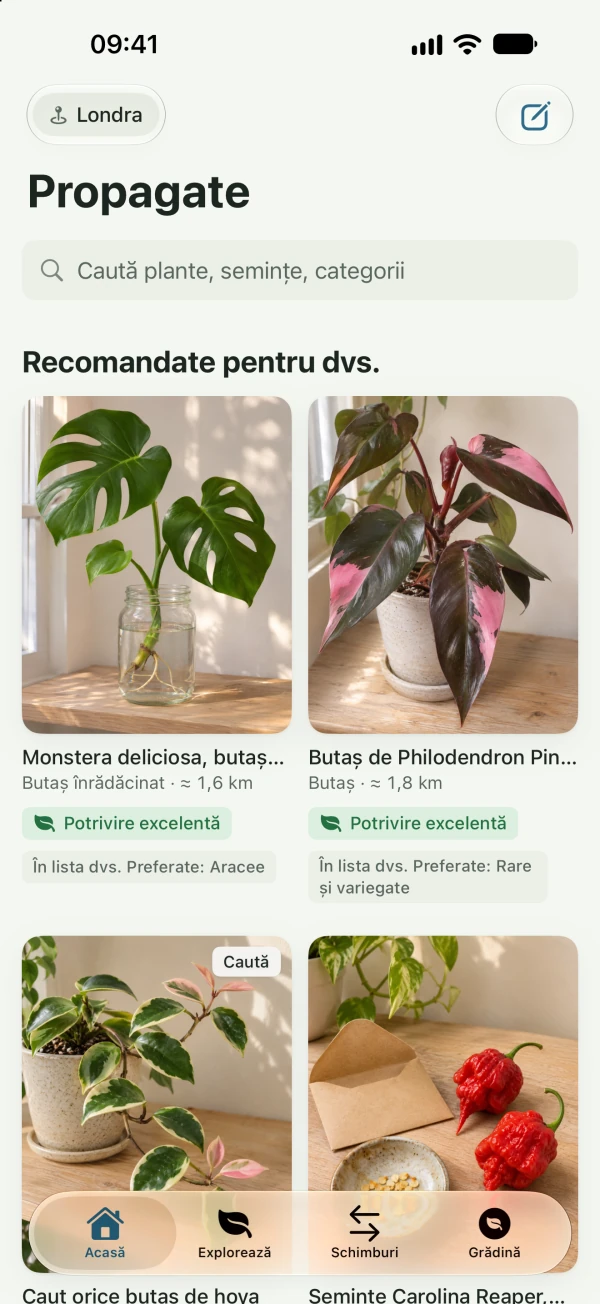 09:41
Londra
Propagate
Caută plante, semințe, categorii
Recomandate pentru dvs.
Monstera deliciosa, butaș...
Butaș înrădăcinat · ≈ 1,6 km
Potrivire excelentă
În lista dvs. Preferate: Aracee
Butaș de Philodendron Pin...
Butaș · ≈ 1,8 km
Potrivire excelentă
În lista dvs. Preferate: Rare
și variegate
Caută
Caut orice butaș de hoya
Semințe Carolina Reaper,...
Acasă
Explorează
Schimburi
Grădină